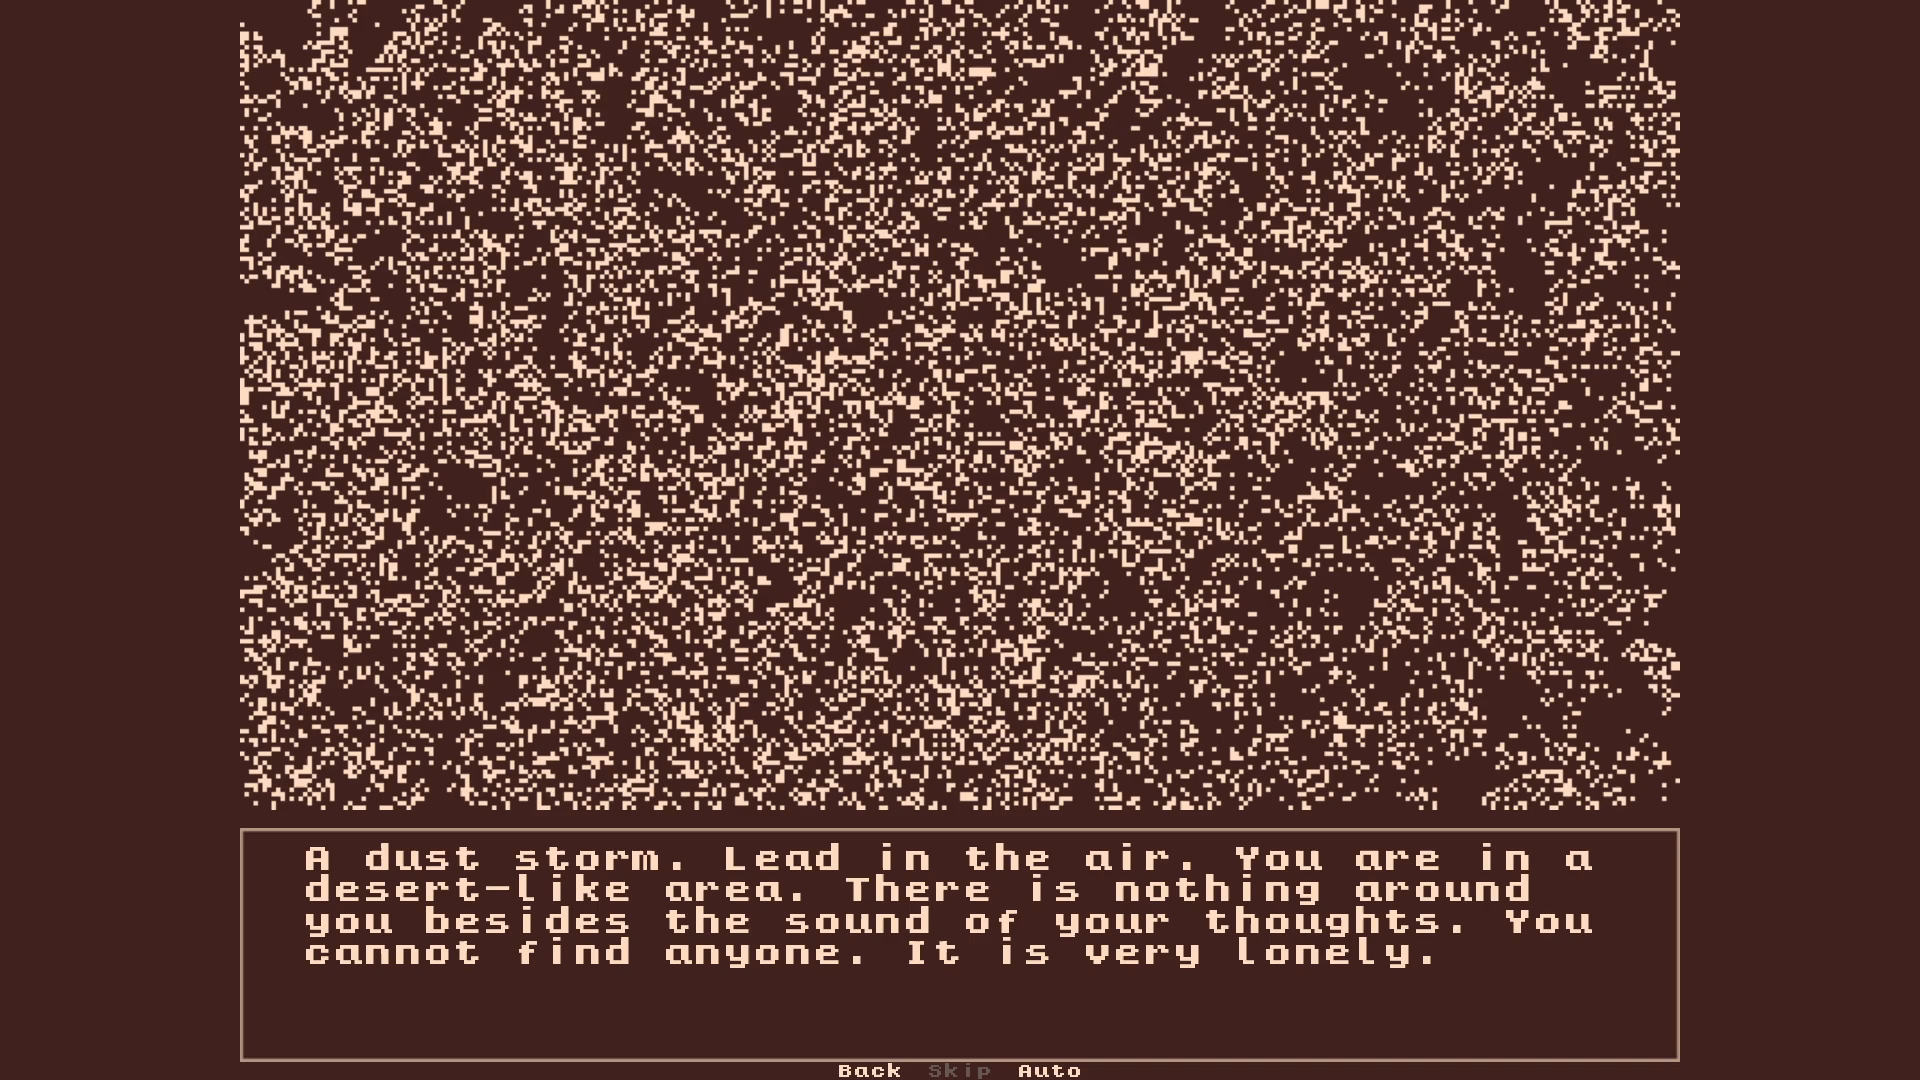 A dust storm. Lead in the air. You are in a
desert-like area. There is nothing around
you besides the sound of your thoughts. You
cannot find anyone. It is very lonely.
Back Skip Auto